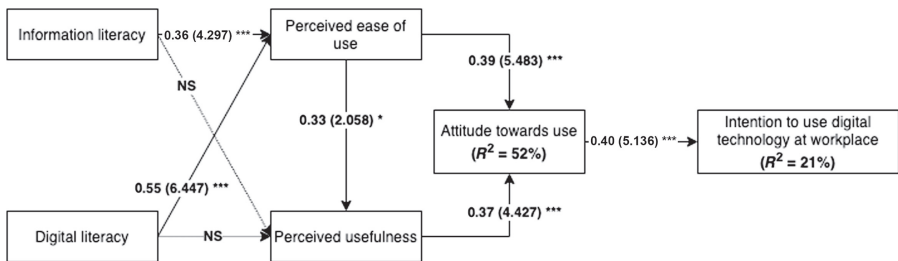 Information literacy
0.36 (4.297) ***
Perceived ease of
use
0.39 (5.483) ***
NS
0.33 (2.058) *
Attitude towards use
(R² = 52%)
0.40 (5.136) ***
Intention to use digital
technology at workplace
(R² = 21%)
0.55 (6.447) ***
0.37 (4.427) ***
Digital literacy
NS
Perceived usefulness